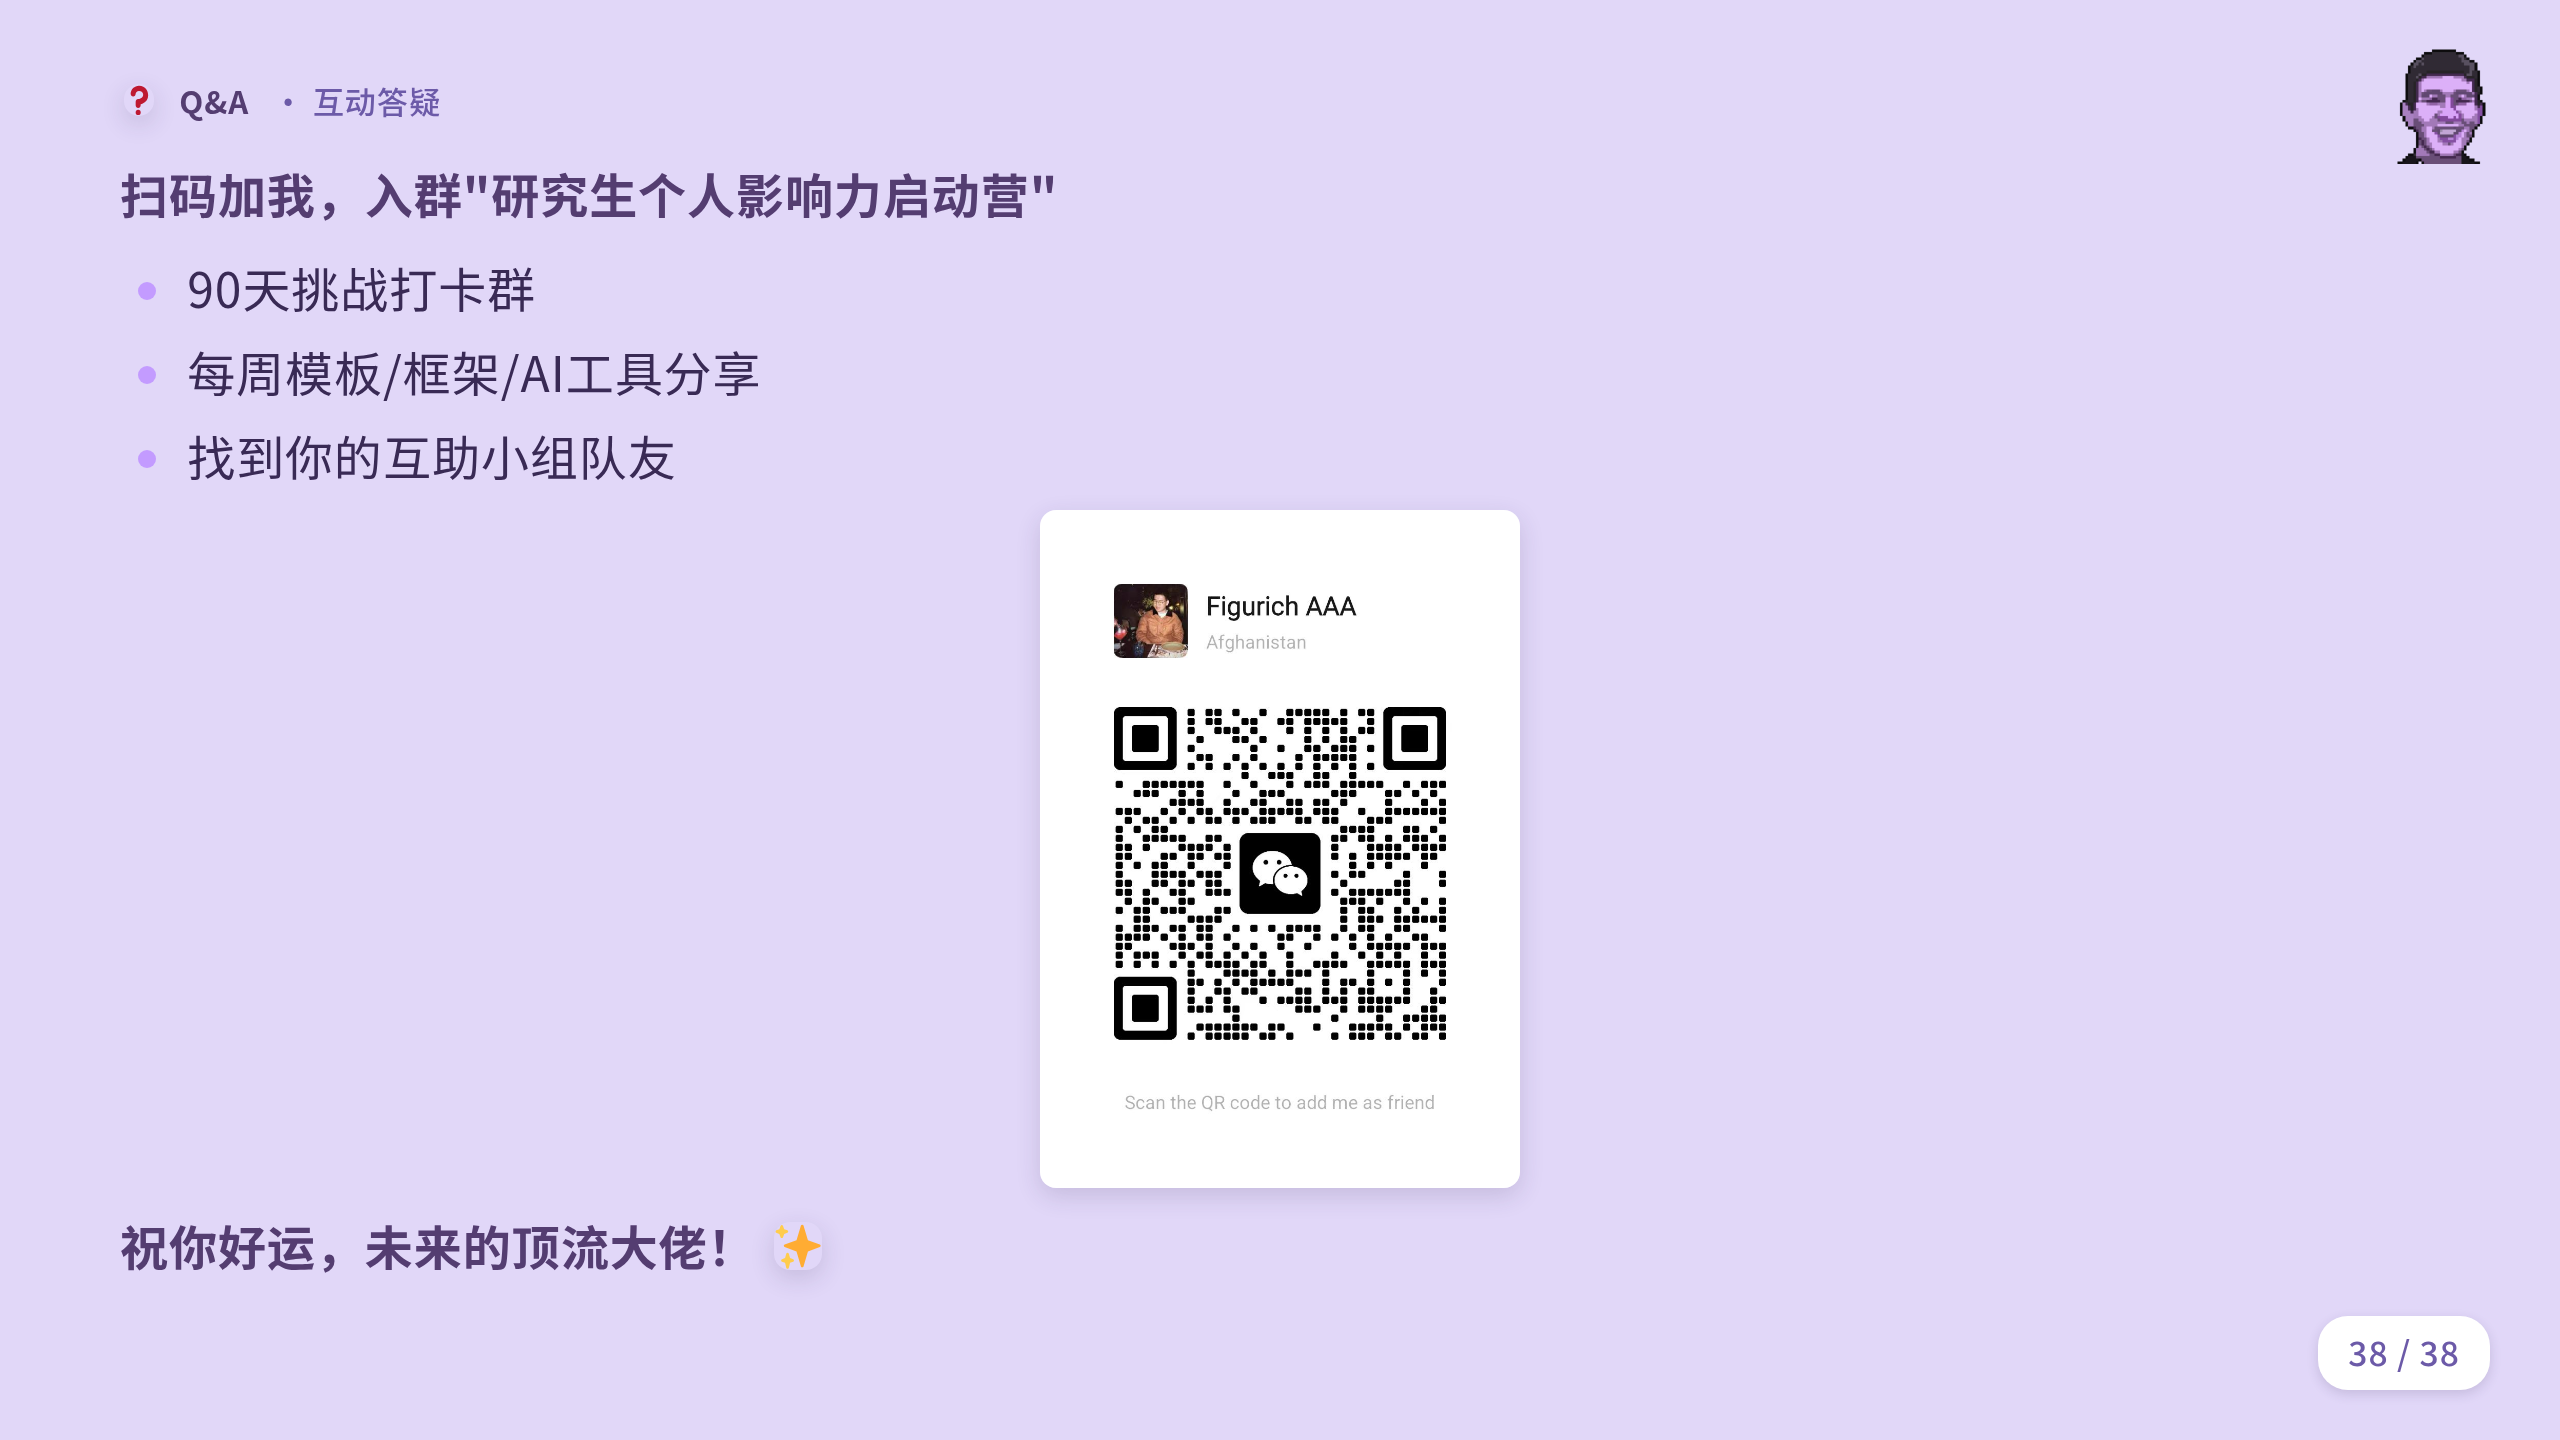 Q&A • 互动答疑
扫码加我，入群"研究生个人影响力启动营"
90天挑战打卡群
每周模板/框架/AI工具分享
找到你的互助小组队友
Figurich AAA
Afghanistan
Scan the QR code to add me as friend
祝你好运，未来的顶流大佬！
38 / 38